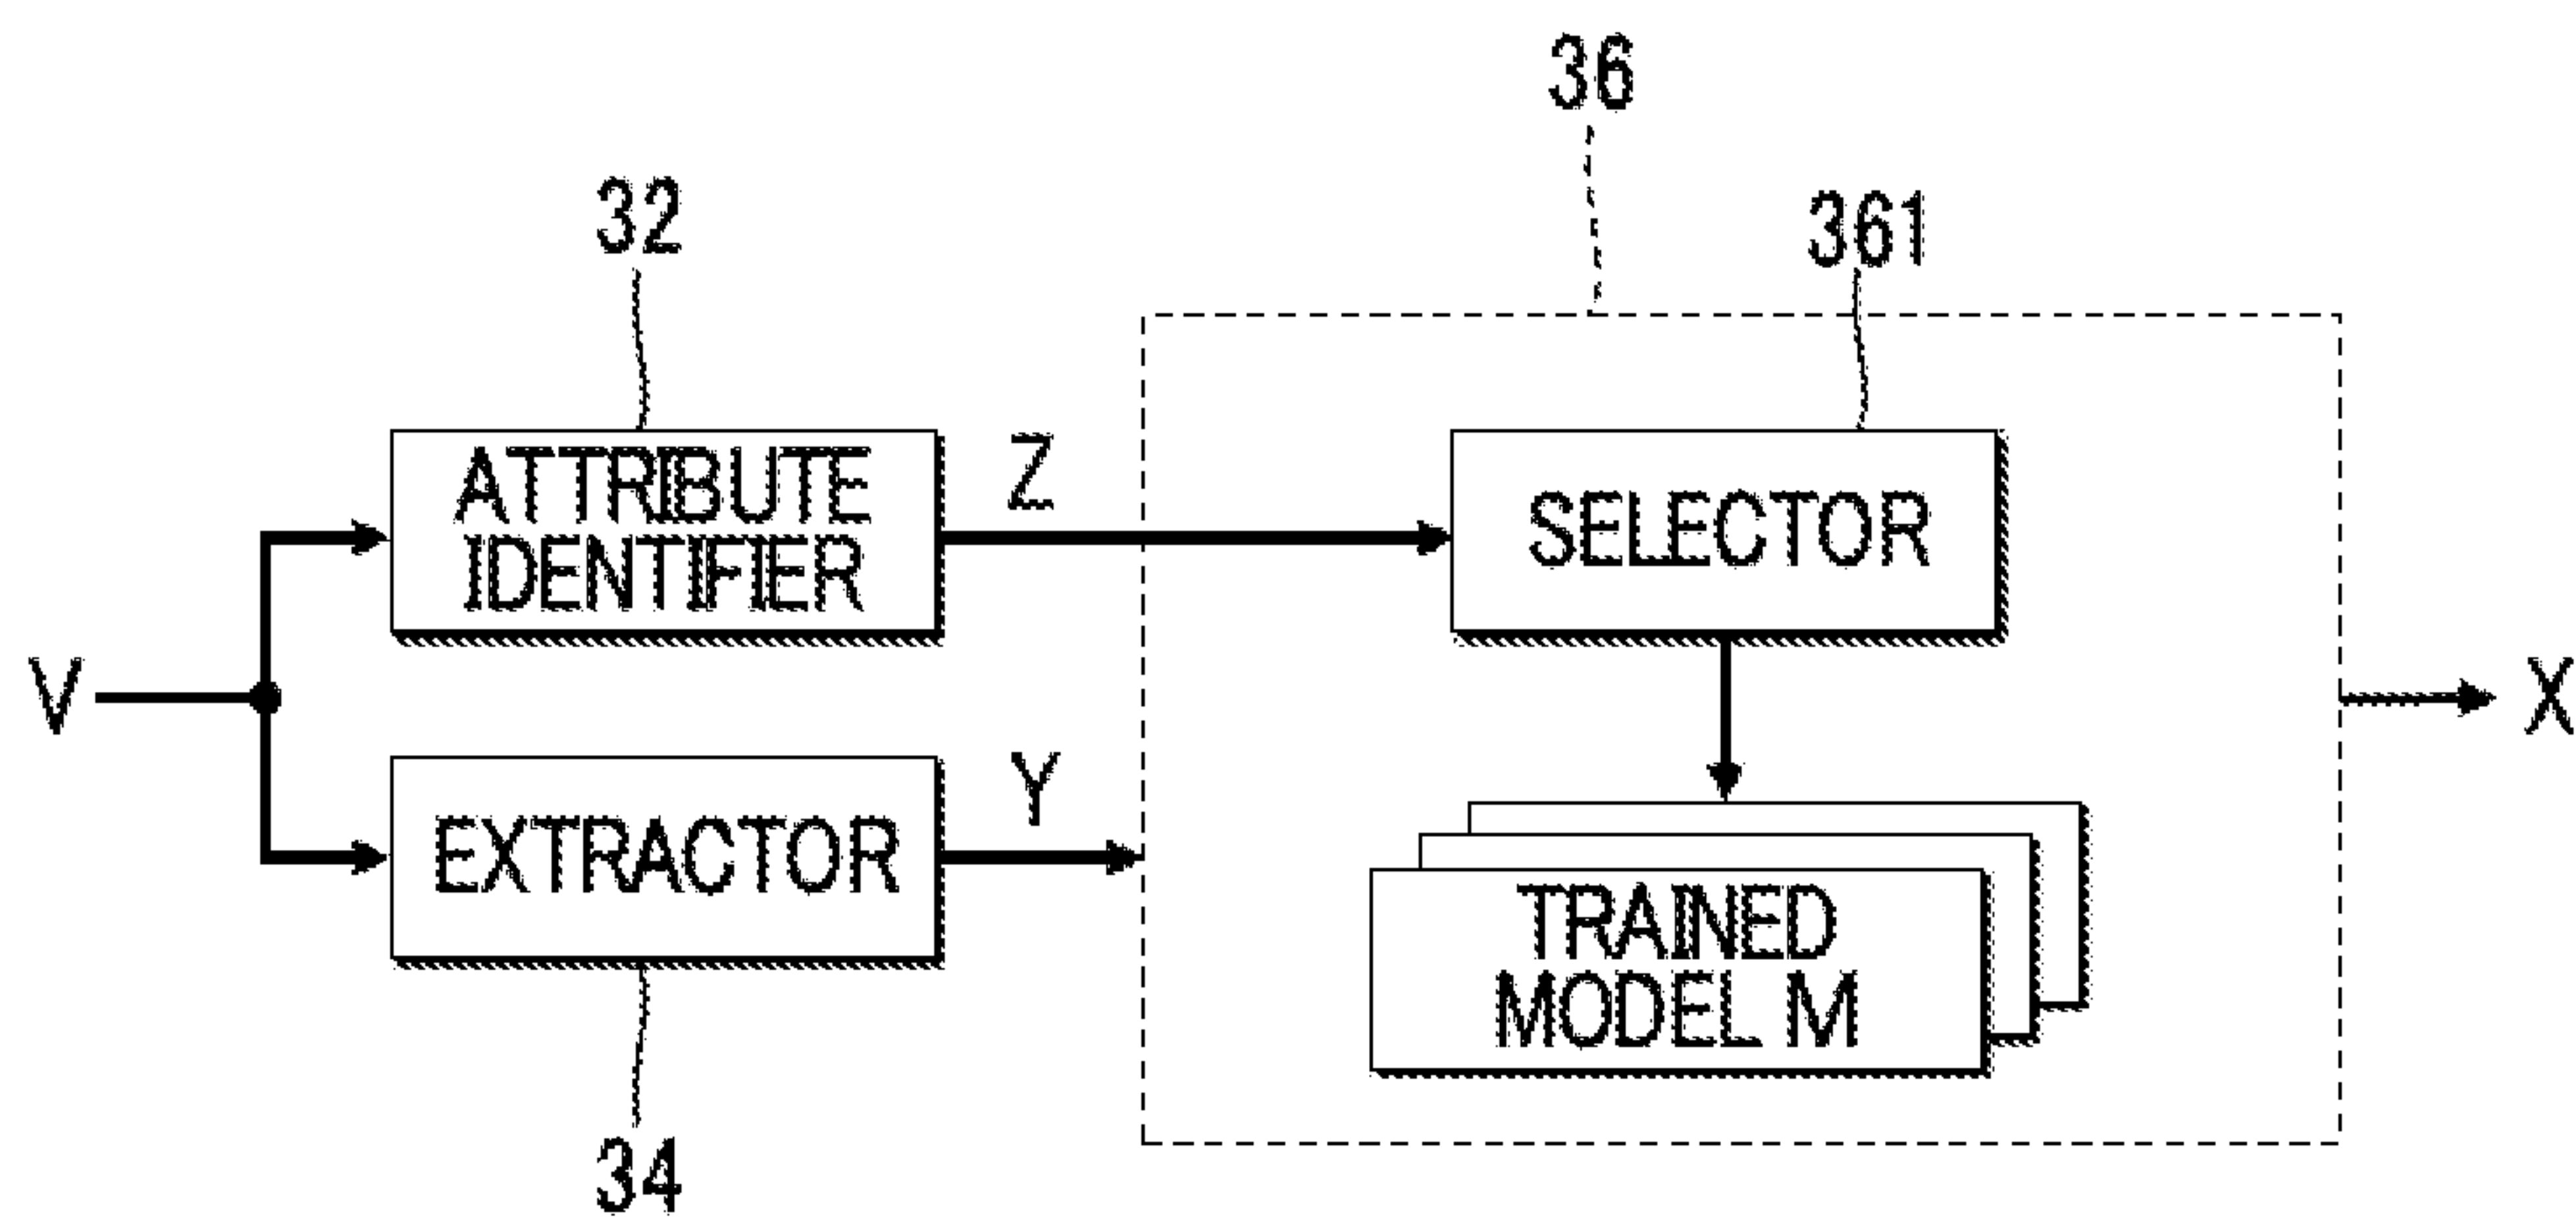 36
32
361
ATTRIBUTE
IDENTIFIER
Z
SELECTOR
V
X
EXTRACTOR
Y
TRAINED
MODEL M
34